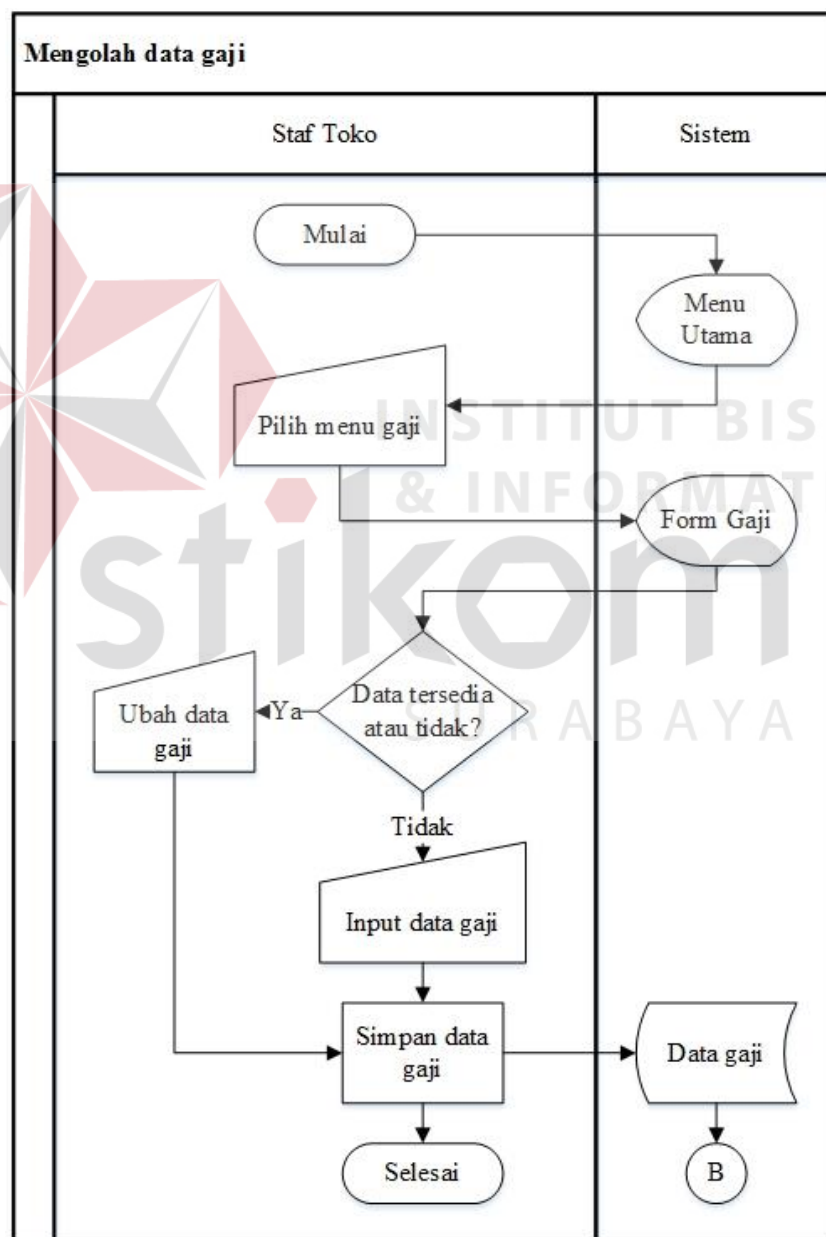 Mengolah data gaji
Staf Toko
Sistem
Mulai
Menu
Utama
Pilih menu gaji
INSTITUT BIS
& INFORMAT
Form Gaji
stikom
SURABAYA
Data tersedia
atau tidak?
Ya
Ubah data
gaji
Tidak
Input data gaji
Simpan data
gaji
Data gaji
Selesai
B